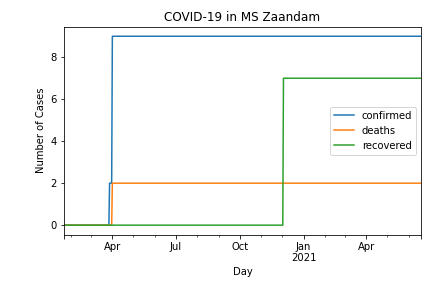 COVID-19 in MS Zaandam
Number of Cases
8
6
4
2
0
confirmed
deaths
recovered
Apr Jul Oct Jan Apr
2021
Day